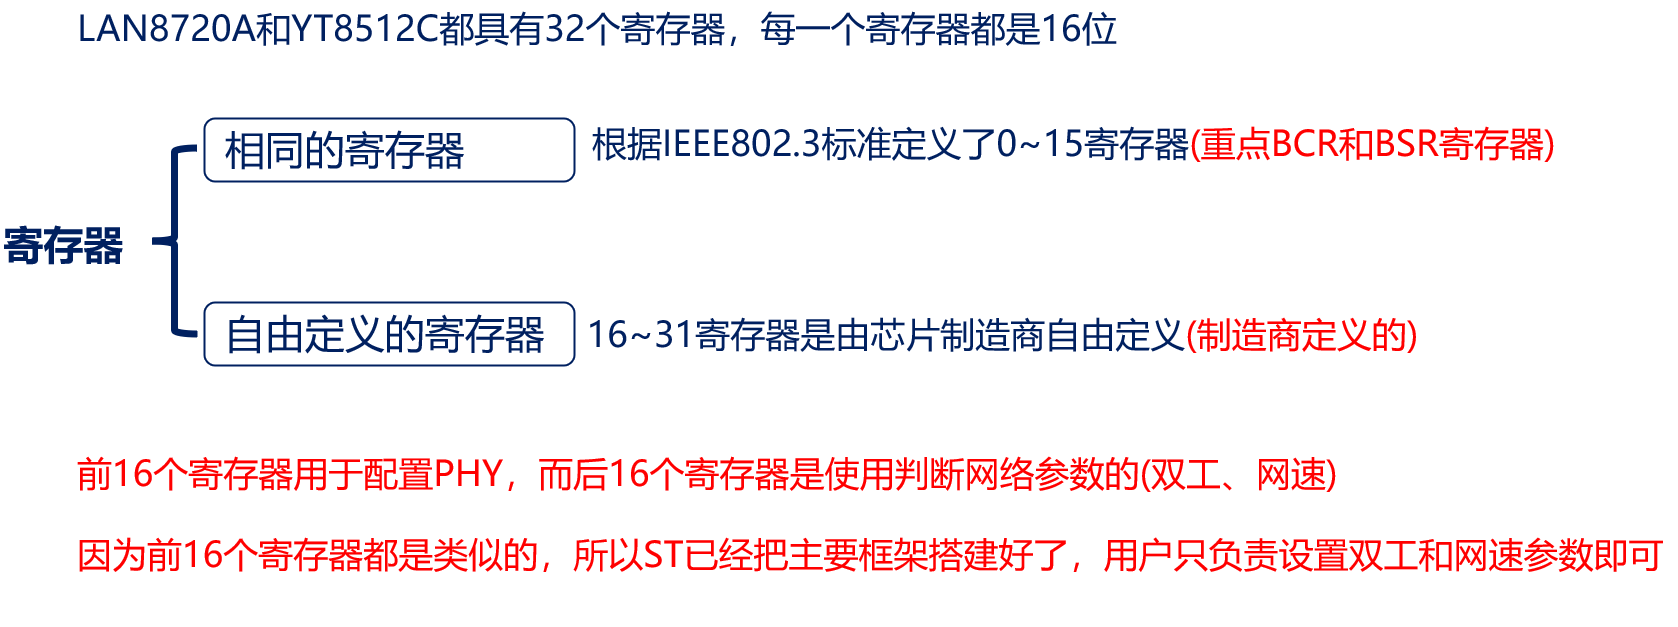 LAN8720A和YT8512C都具有32个寄存器，每一个寄存器都是16位
相同的寄存器
根据IEEE802.3标准定义了0~15寄存器(重点BCR和BSR寄存器)
寄存器
自由定义的寄存器
16~31寄存器是由芯片制造商自由定义(制造商定义的)
前16个寄存器用于配置PHY，而后16个寄存器是使用判断网络参数的(双工、网速)
因为前16个寄存器都是类似的，所以ST已经把主要框架搭建好了，用户只负责设置双工和网速参数即可